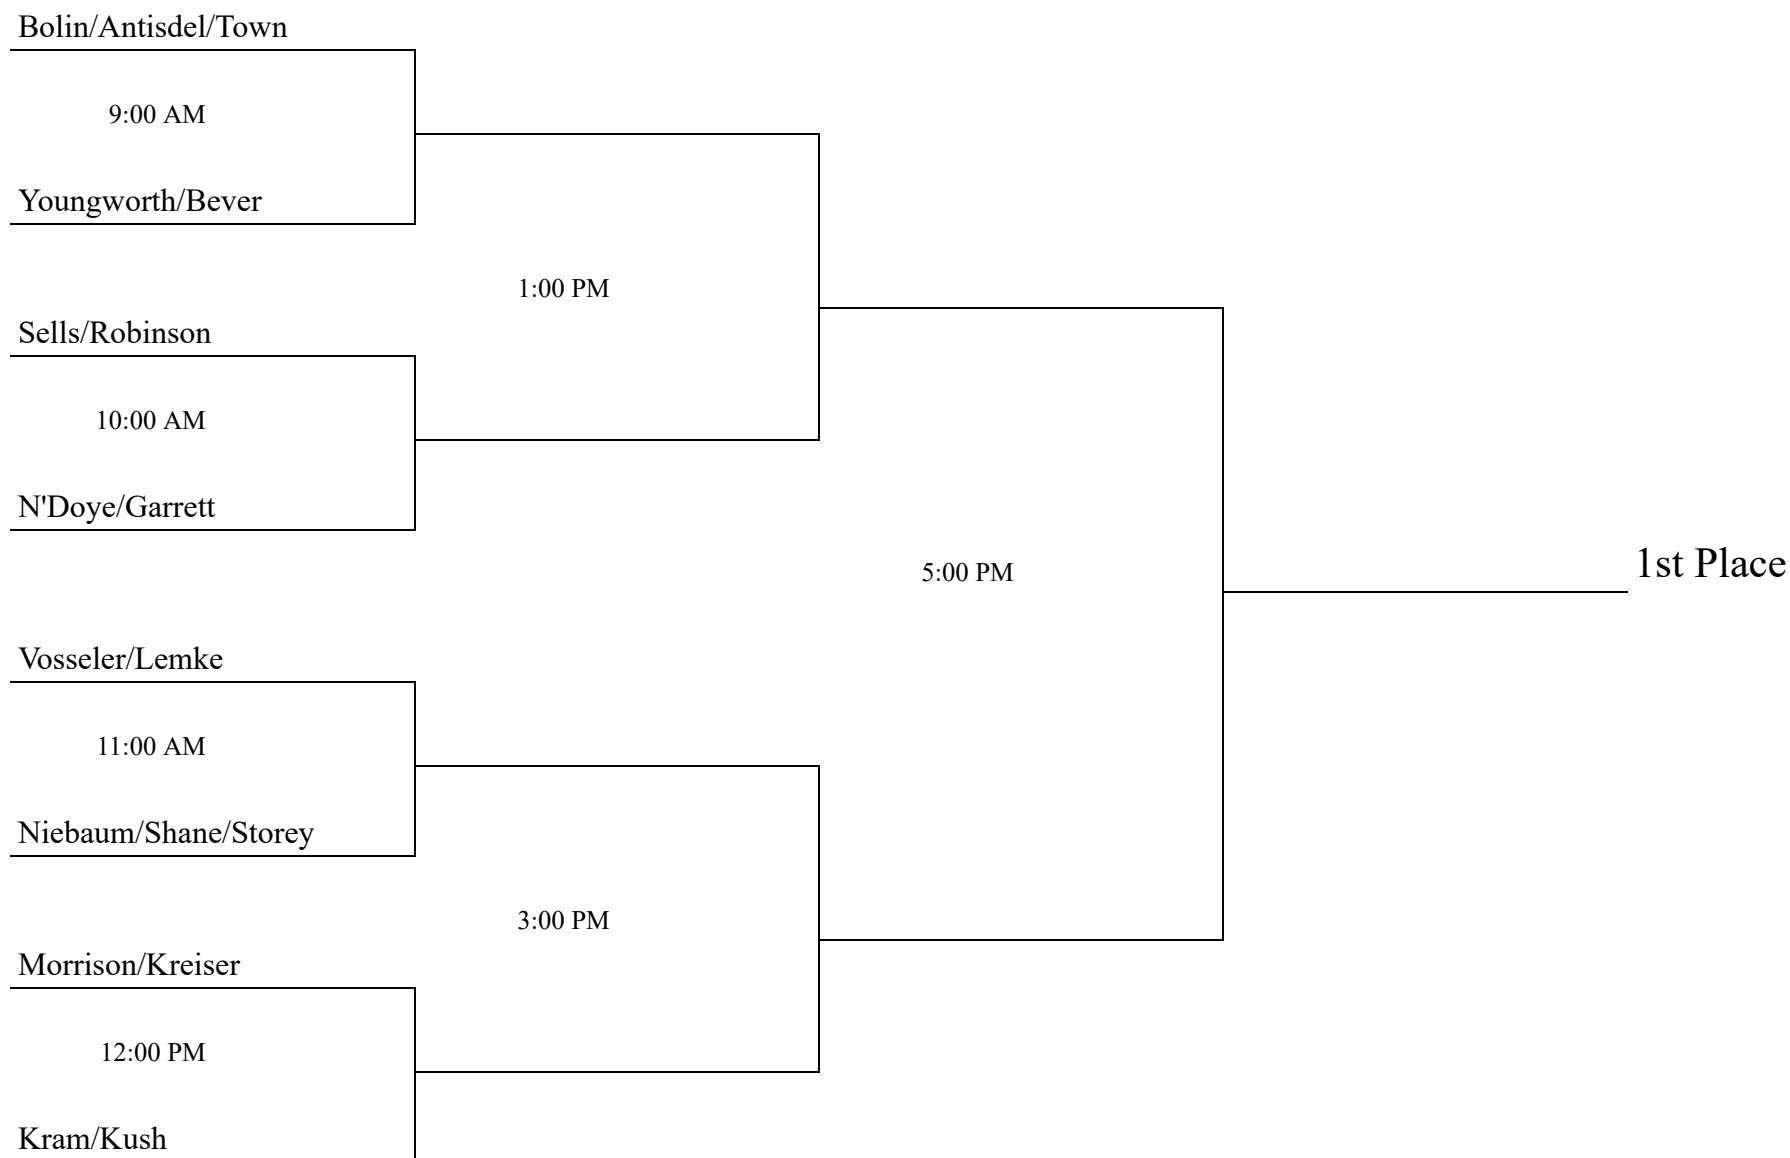 Bolin/Antisdel/Town
9:00 AM
Youngworth/Bever
1:00 PM
Sells/Robinson
10:00 AM
N'Doye/Garrett
5:00 PM
1st Place
Vosseler/Lemke
11:00 AM
Niebaum/Shane/Storey
3:00 PM
Morrison/Kreiser
12:00 PM
Kram/Kush